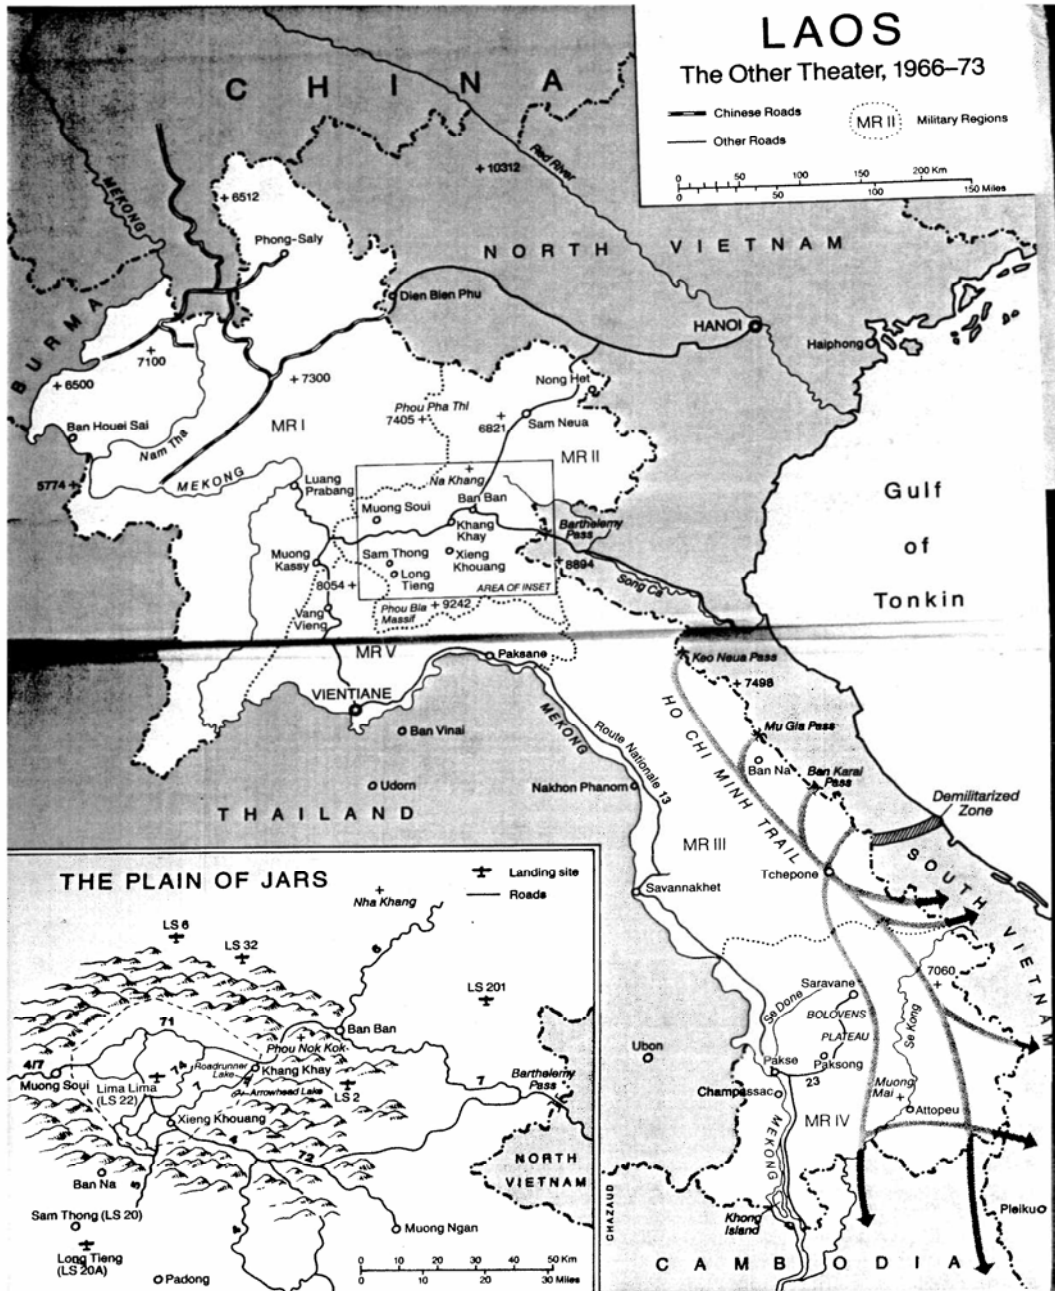 LAOS
The Other Theater, 1966–73
Chinese Roads
Other Roads
MR II
Military Regions
0 50 100 150 200 Km
0 50 100 150 Miles
CHINA
MEKONG
Red River
+ 10312
+ 6512
Phong-Saly
NORTH VIETNAM
Dien Bien Phu
HANOI
Haiphong
BURMA
+ 7100
+ 6500
+ 7300
Nong Het
Phou Pha Thi
7405 +
6821 +
Sam Neua
Ban Houei Sai
Nam Tha
MR I
MR II
5774 +
MEKONG
Luang
Prabang
Na Khang
Ban Ban
Muong Soui
Khang
Khay
Barthelemy
Pass
Gulf
of
Tonkin
Muong
Kassy
Sam Thong
Xieng
Khouang
Long
Tieng
+ 8894
8054 +
AREA OF INSET
Song Ca
Phou Bia
Massif
+ 9242
Vang
Vieng
MR V
Paksane
Keo Neua Pass
+ 7498
VIENTIANE
MEKONG
Route Nationale 13
HO CHI MINH TRAIL
Ban Vinai
Mu Gia Pass
Ban Na
Ban Karai
Pass
Udorn
Nakhon Phanom
THAILAND
Demilitarized
Zone
MR III
Tchepone
SOUTH VIETNAM
Savannakhet
7060
+
Saravane
Se Done
BOLOVENS
PLATEAU
Se Kong
Ubon
Pakse
Paksong
23
Champassac
Muong
Mai +
Attopeu
MR IV
MEKONG
Khong
Island
Pleiku
CAMBODIA
CHAZAUD
THE PLAIN OF JARS
Landing site
Roads
Nha Khang
LS 6
LS 32
6
LS 201
71
Ban Ban
Phou Nok Kok
4/7
Roadrunner
Lake
Khang Khay
7
Barthelemy
Pass
Muong Soui
Lima Lima
(LS 22)
74
7
4
Arrowhead Lake
LS 2
Xieng Khouang
5
4
72
NORTH
VIETNAM
Ban Na
5
Sam Thong (LS 20)
4
Muong Ngan
Long Tieng
(LS 20A)
Padong
0 10 20 30 40 50 Km
0 10 20 30 Miles